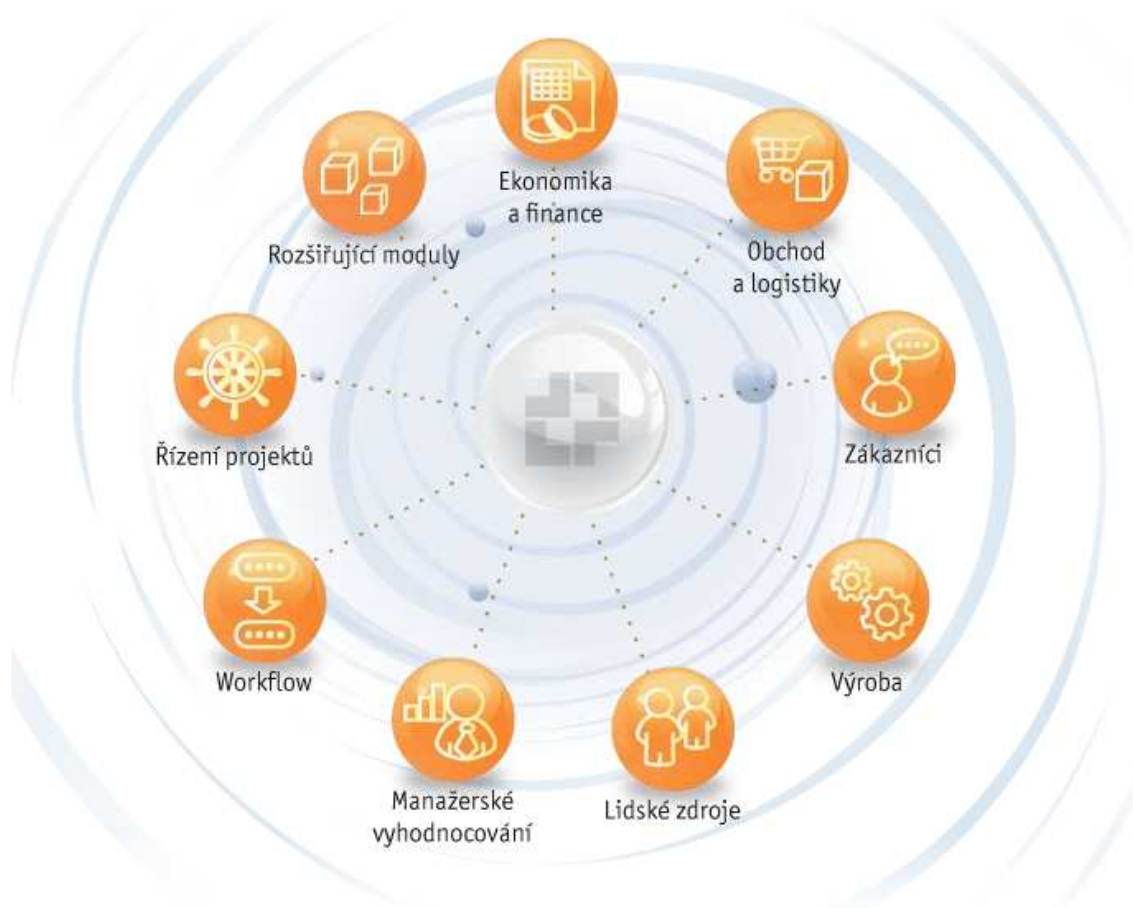 Ekonomika
a finance
Obchod
a logistiky
Zákazníci
Výroba
Lidské zdroje
Manažerské
vyhodnocování
Workflow
Řízení projektů
Rozšiřující moduly